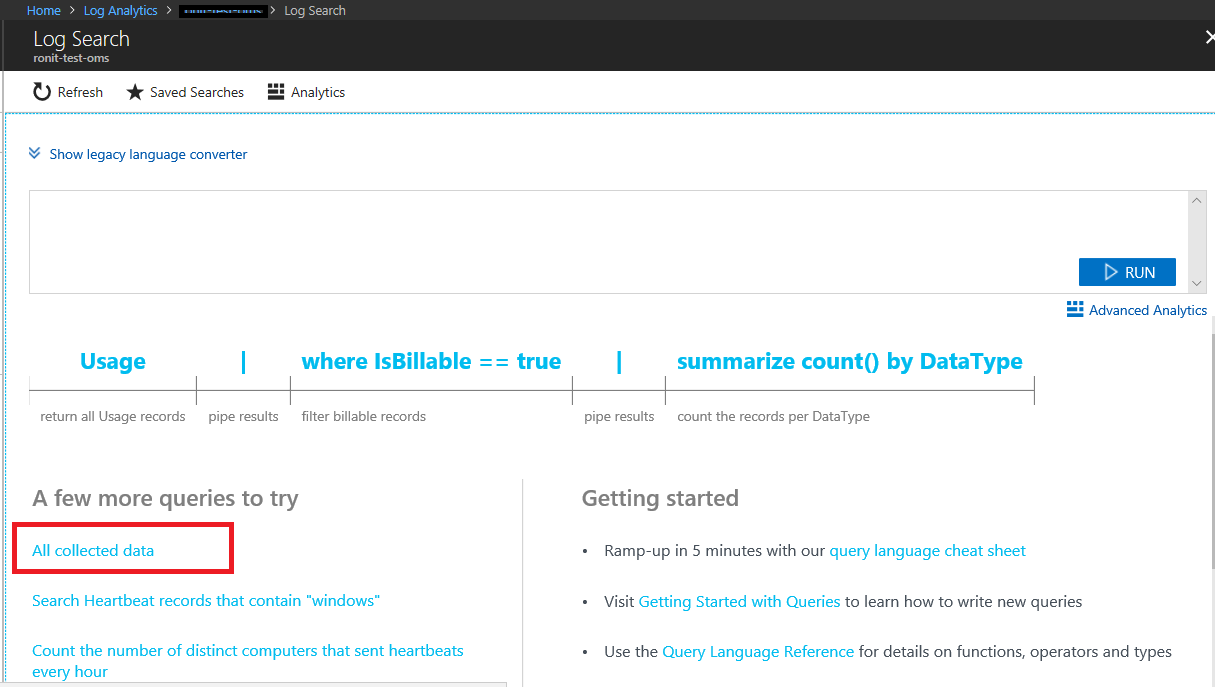 Home > Log Analytics > > Log Search
Log Search
ronit-test-oms
Refresh Saved Searches Analytics
Show legacy language converter
RUN
Advanced Analytics
Usage | where IsBillable == true | summarize count() by DataType
return all Usage records pipe results filter billable records pipe results count the records per DataType
A few more queries to try
All collected data
Search Heartbeat records that contain "windows"
Count the number of distinct computers that sent heartbeats
every hour
Getting started
• Ramp-up in 5 minutes with our query language cheat sheet
• Visit Getting Started with Queries to learn how to write new queries
• Use the Query Language Reference for details on functions, operators and types